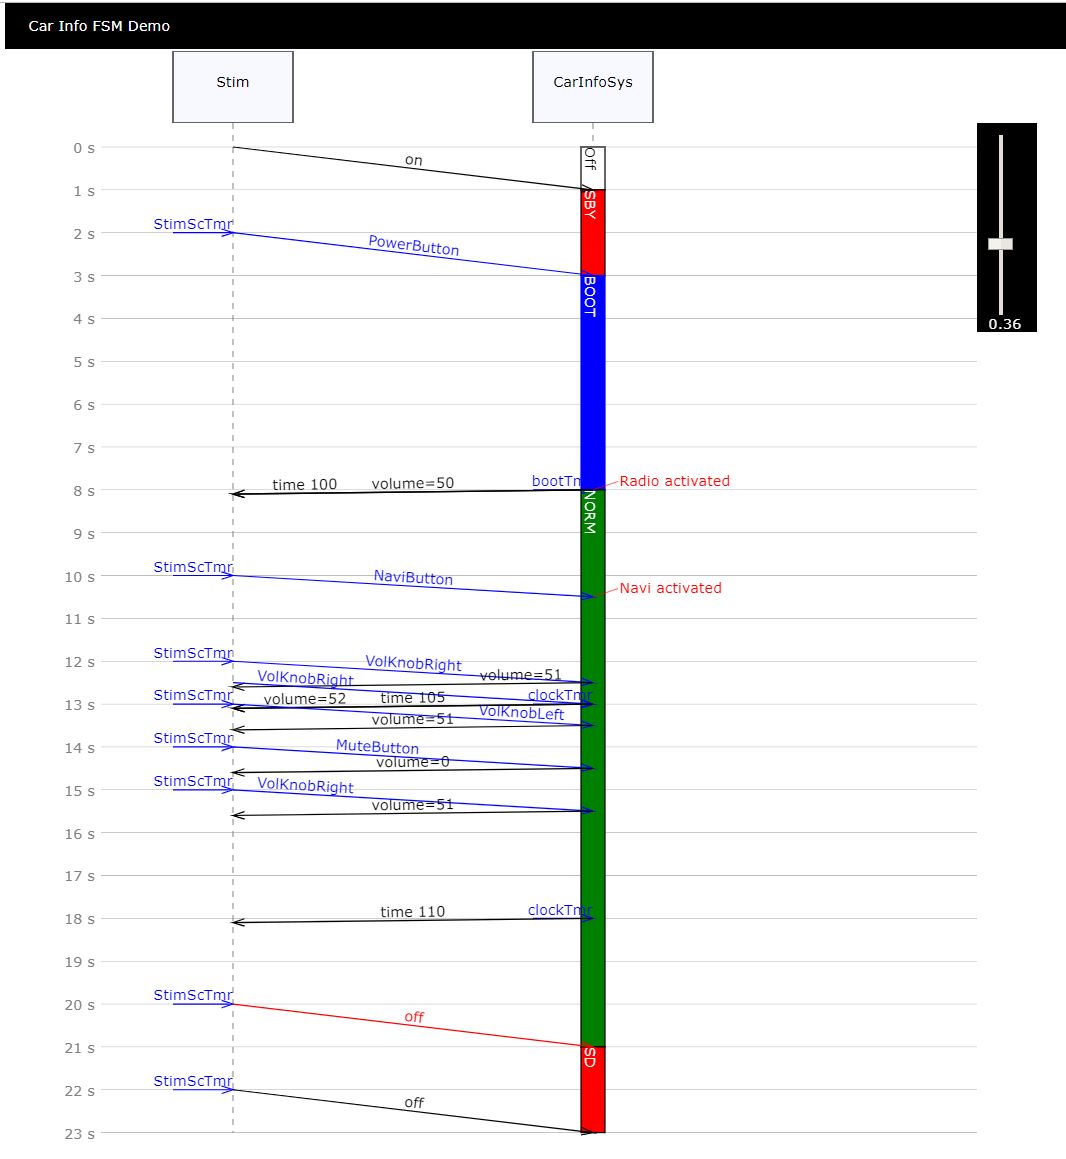 Car Info FSM Demo
Stim
CarInfoSys
0 s
on
Off
1 s
SBY
StimScTmr
2 s
PowerButton
3 s
BOOT
0.36
4 s
5 s
6 s
7 s
bootTm
Radio activated
time 100
volume=50
8 s
NORM
9 s
StimScTmr
10 s
NaviButton
Navi activated
11 s
StimScTmr
12 s
VolKnobRight
volume=51
VolKnobRight
StimScTmr
clockTmr
13 s
volume=52
time 105
VolKnobLeft
volume=51
StimScTmr
14 s
MuteButton
volume=0
StimScTmr
15 s
VolKnobRight
volume=51
16 s
17 s
time 110
clockTmr
18 s
19 s
StimScTmr
20 s
off
21 s
SD
StimScTmr
22 s
off
23 s